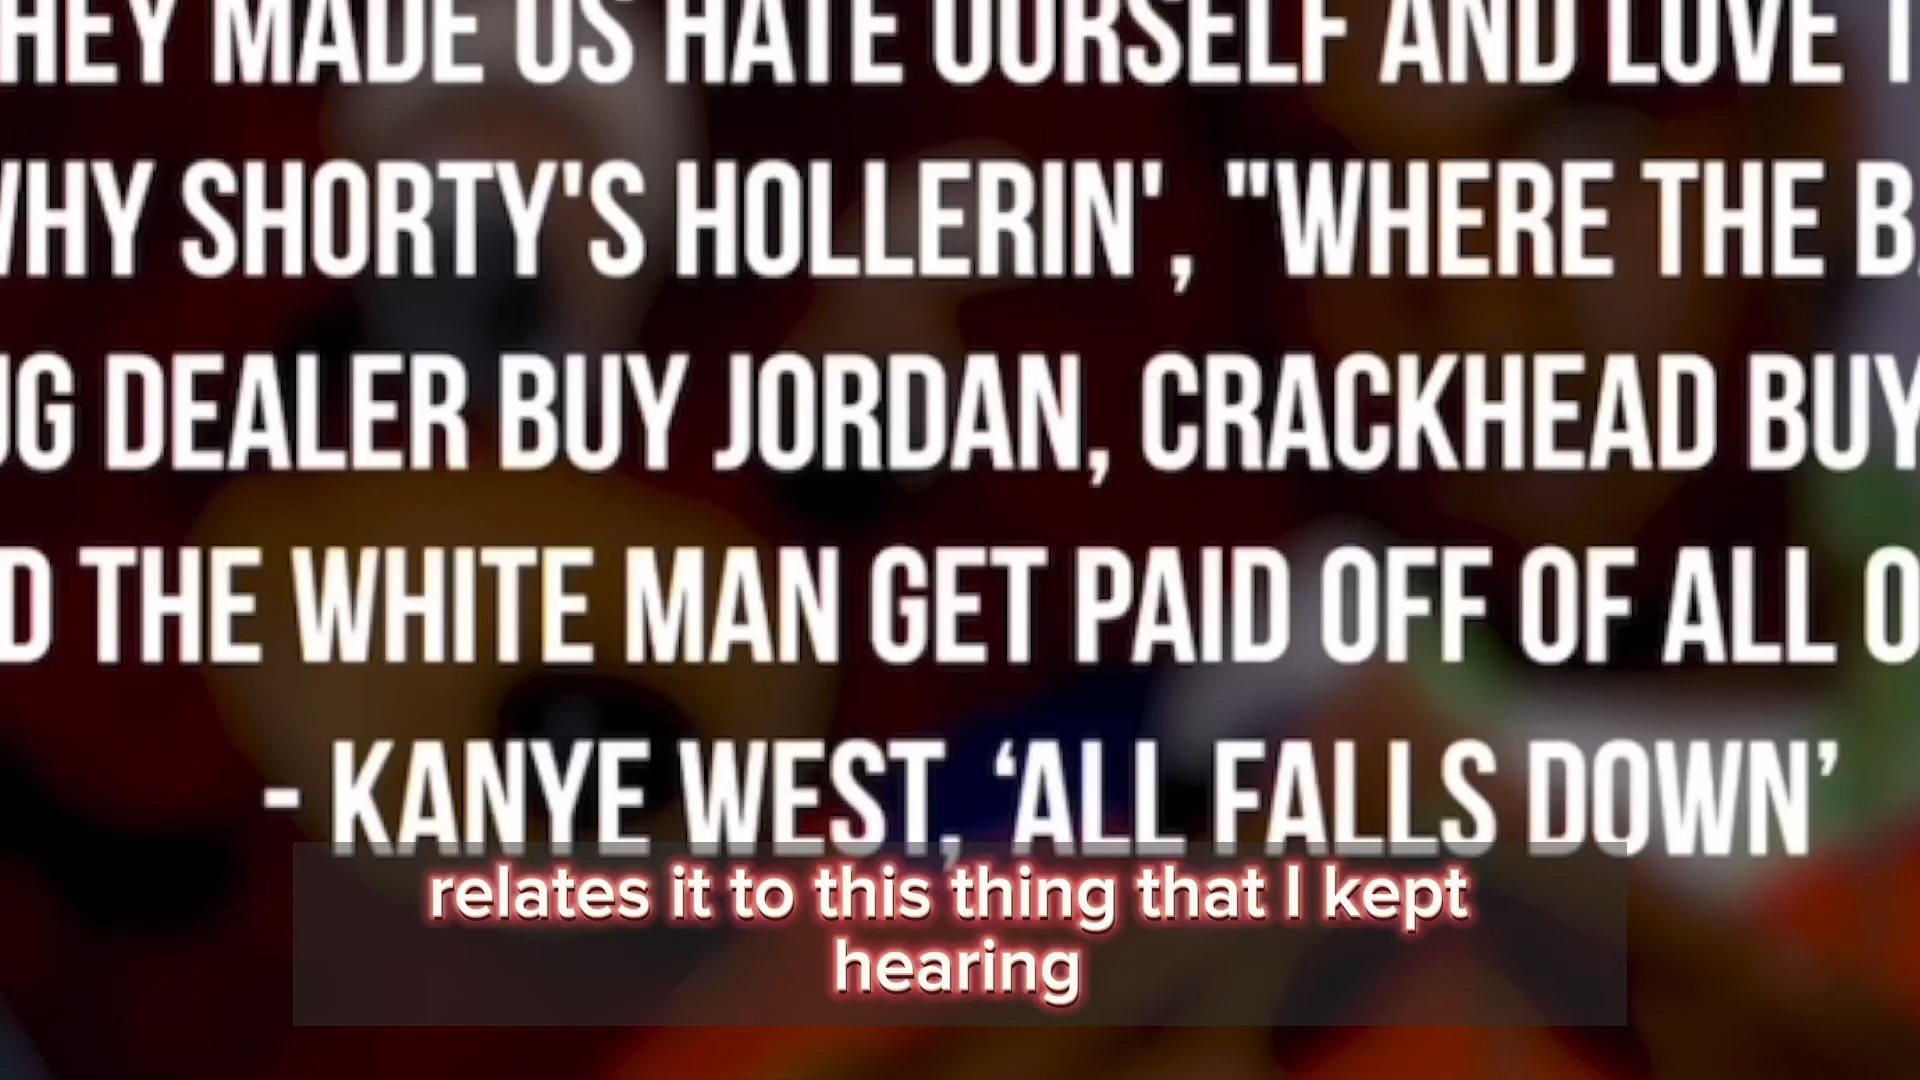 HEY MADE US HATE OURSELF AND LOVE
WHY SHORTY'S HOLLERIN', "WHERE THE
UG DEALER BUY JORDAN, CRACKHEAD BUY
D THE WHITE MAN GET PAID OFF OF ALL O
- KANYE WEST, ‘ALL FALLS DOWN’
relates it to this thing that I kept
hearing